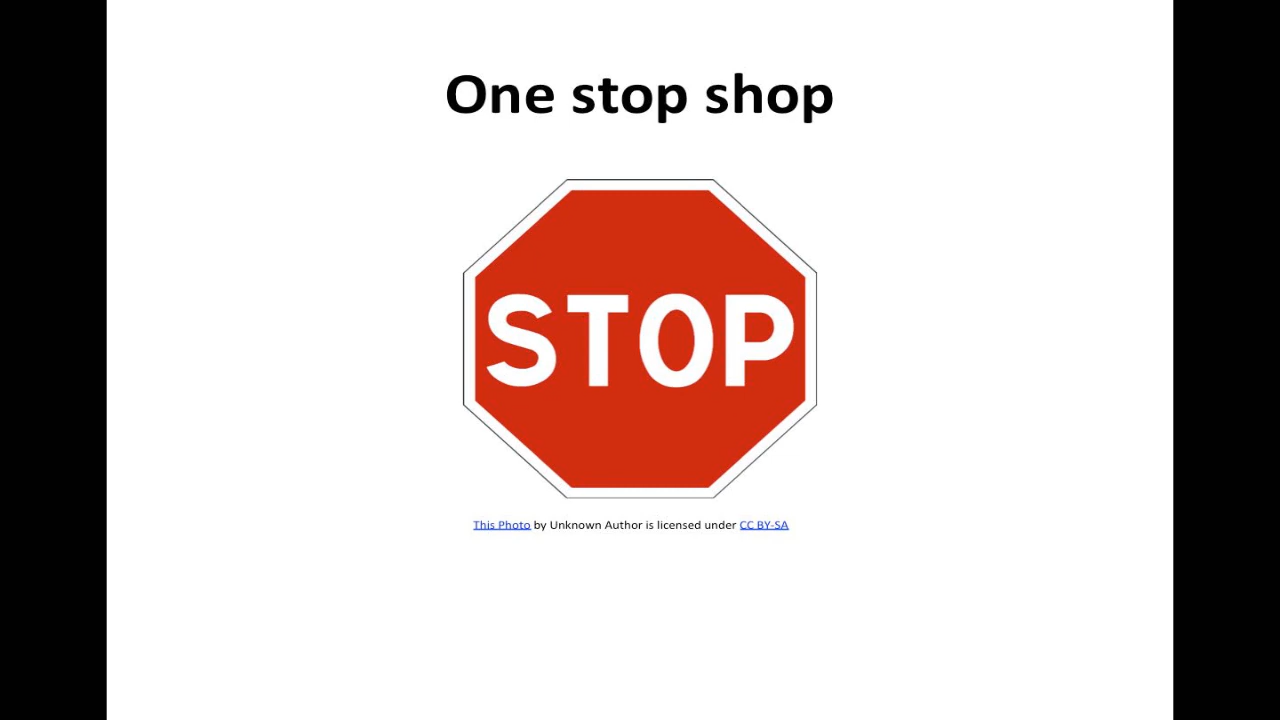 One stop shop
STOP
This Photo by Unknown Author is licensed under CC BY-SA